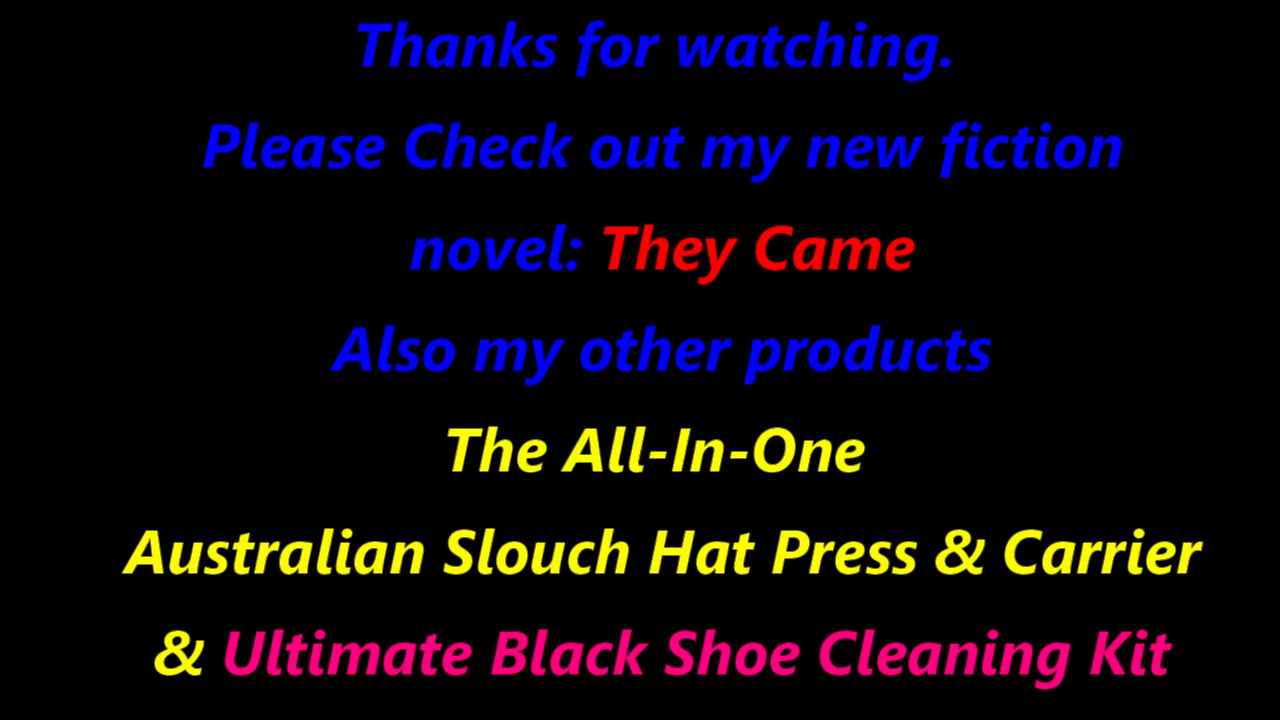 Thanks for watching.
Please Check out my new fiction
novel: They Came
Also my other products
The All-In-One
Australian Slouch Hat Press & Carrier
& Ultimate Black Shoe Cleaning Kit